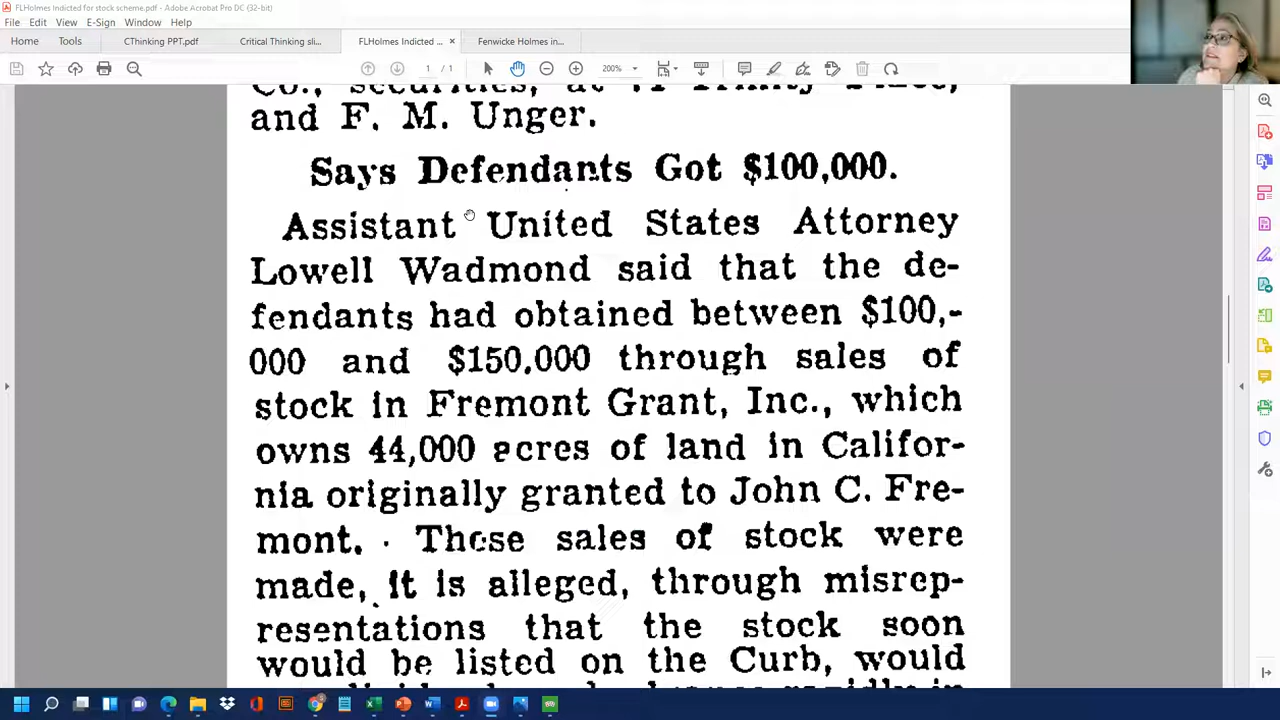 FLHolmes Indicted for stock scheme.pdf - Adobe Acrobat Pro DC (32-bit)
File Edit View E-Sign Window Help
Home Tools CThinking PPT.pdf Critical Thinking sli... FLHolmes Indicted ... × Fenwicke Holmes in...
1 / 1 200%
Co., securities, at
and F. M. Unger.
Says Defendants Got $100,000.
Assistant United States Attorney
Lowell Wadmond said that the de-
fendants had obtained between $100,-
000 and $150,000 through sales of
stock in Fremont Grant, Inc., which
owns 44,000 acres of land in Califor-
nia originally granted to John C. Fre-
mont. These sales of stock were
made, it is alleged, through misrep-
resentations that the stock soon
would be listed on the Curb, would